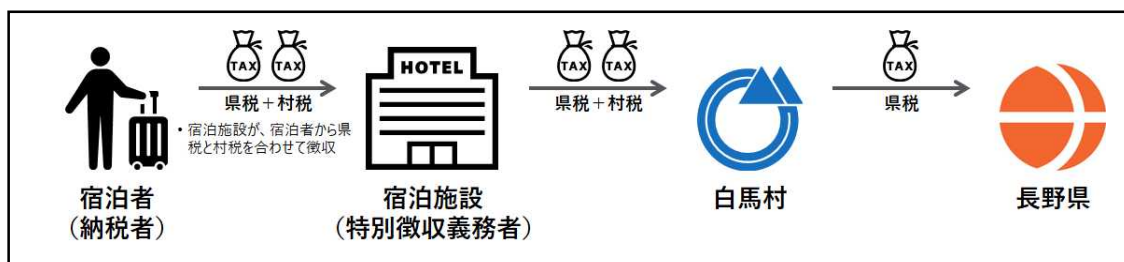 TAX TAX
県税+村税
・宿泊施設が、宿泊者から県
税と村税を合わせて徴収
宿泊者
(納税者)
HOTEL
宿泊施設
(特別徴収義務者)
TAX TAX
県税+村税
白馬村
TAX
県税
長野県